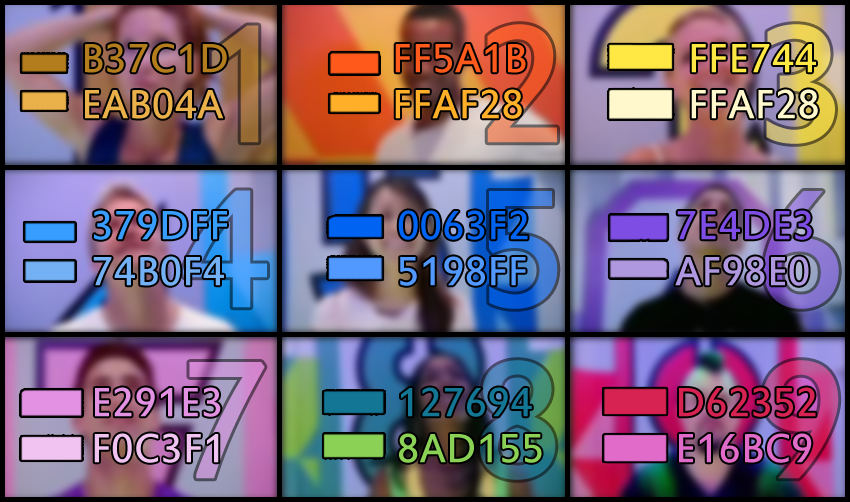 B37C1D
EAB04A
1
FF5A1B
FFAF28
2
FFE744
FFAF28
3
379DFF
74B0F4
4
0063F2
5198FF
5
7E4DE3
AF98E0
6
E291E3
F0C3F1
7
127694
8AD155
8
D62352
E16BC9
9